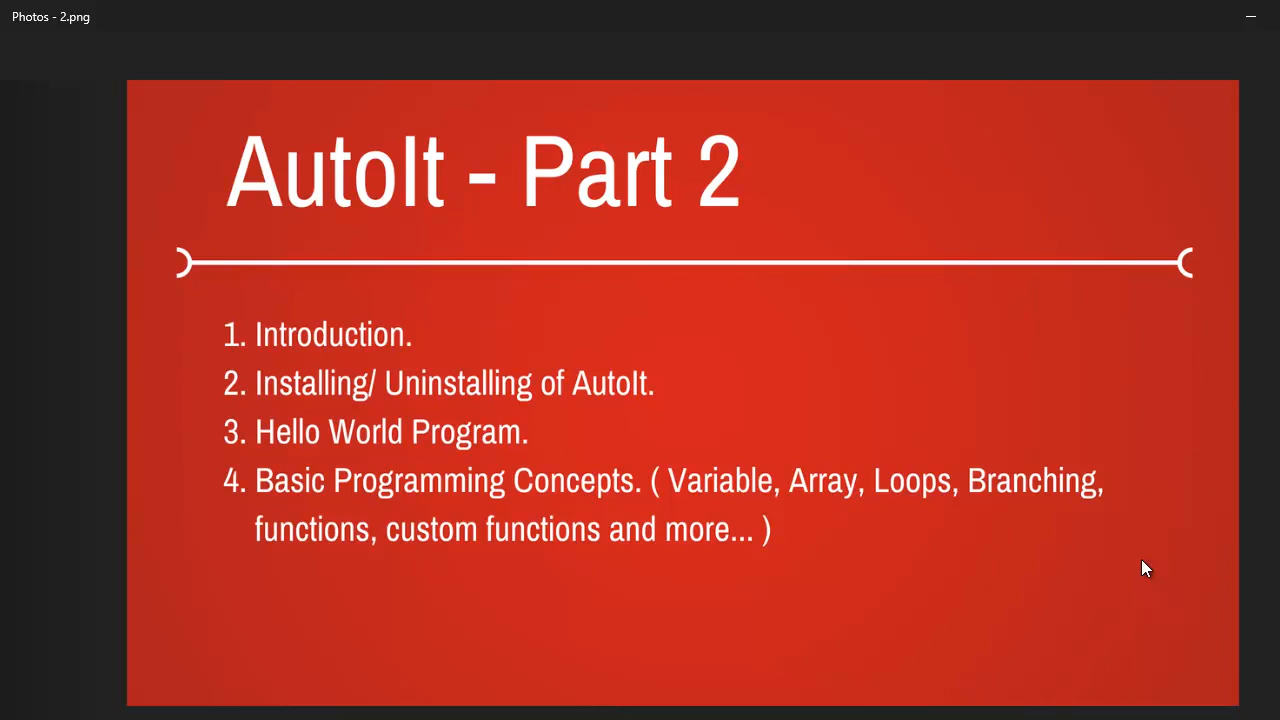 Photos - 2.png
AutoIt - Part 2
1. Introduction.
2. Installing/ Uninstalling of AutoIt.
3. Hello World Program.
4. Basic Programming Concepts. ( Variable, Array, Loops, Branching,
functions, custom functions and more... )